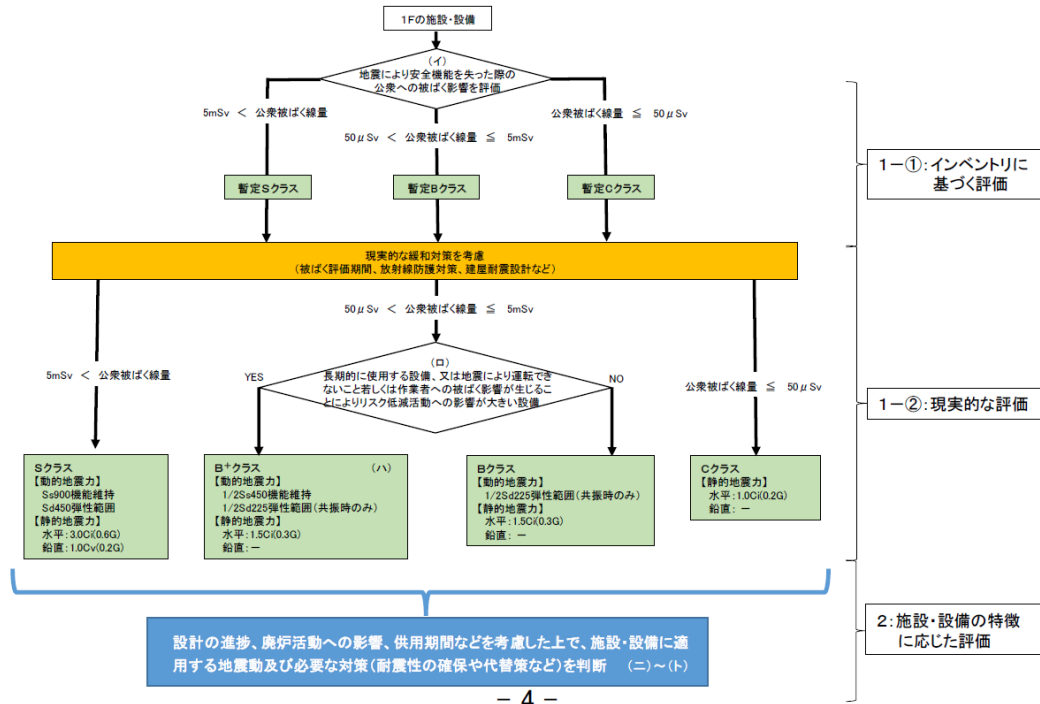 1Fの施設・設備
(イ)
地震により安全機能を失った際の
公衆への被ばく影響を評価
5mSv < 公衆被ばく線量
50μSv < 公衆被ばく線量 ≦ 5mSv
公衆被ばく線量 ≦ 50μSv
暫定Sクラス
暫定Bクラス
暫定Cクラス
1-①:インベントリに
基づく評価
現実的な緩和対策を考慮
(被ばく評価期間、放射線防護対策、建屋耐震設計など)
50μSv < 公衆被ばく線量 ≦ 5mSv
5mSv < 公衆被ばく線量
YES
(ロ)
長期的に使用する設備、又は地震により運転でき
ないこと若しくは作業者への被ばく影響が生じるこ
とによりリスク低減活動への影響が大きい設備
NO
公衆被ばく線量 ≦ 50μSv
1-②:現実的な評価
Sクラス
【動的地震力】
Ss900機能維持
Sd450弾性範囲
【静的地震力】
水平:3.0Ci(0.6G)
鉛直:1.0Cv(0.2G)
B+クラス (ハ)
【動的地震力】
1/2Ss450機能維持
1/2Sd225弾性範囲(共振時のみ)
【静的地震力】
水平:1.5Ci(0.3G)
鉛直:-
Bクラス
【動的地震力】
1/2Sd225弾性範囲(共振時のみ)
【静的地震力】
水平:1.5Ci(0.3G)
鉛直:-
Cクラス
【静的地震力】
水平:1.0Ci(0.2G)
鉛直:-
設計の進捗、廃炉活動への影響、供用期間などを考慮した上で、施設・設備に適
用する地震動及び必要な対策(耐震性の確保や代替策など)を判断 (ニ)~(ト)
2:施設・設備の特徴
に応じた評価
- 4 -